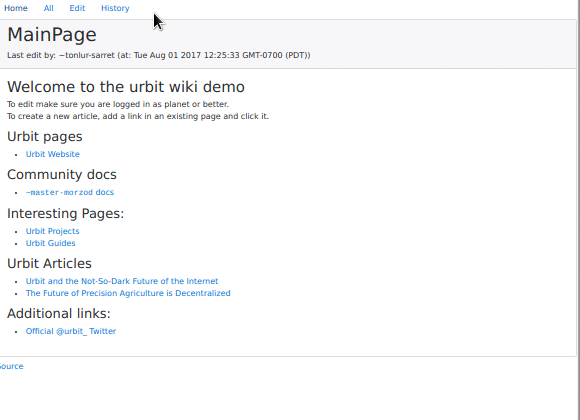 Home All Edit History
MainPage
Last edit by: ~tonlur-sarret (at: Tue Aug 01 2017 12:25:33 GMT-0700 (PDT))
Welcome to the urbit wiki demo
To edit make sure you are logged in as planet or better.
To create a new article, add a link in an existing page and click it.
Urbit pages
Urbit Website
Community docs
~master-morzod docs
Interesting Pages:
Urbit Projects
Urbit Guides
Urbit Articles
Urbit and the Not-So-Dark Future of the Internet
The Future of Precision Agriculture is Decentralized
Additional links:
Official @urbit_ Twitter
Source